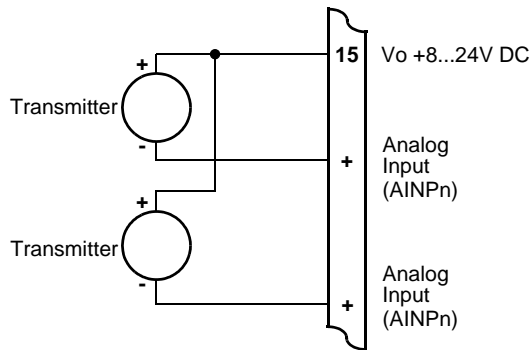 +
15 Vo +8...24V DC
Transmitter
-
+
Analog
Input
(AINPn)
+
Transmitter
-
+
Analog
Input
(AINPn)